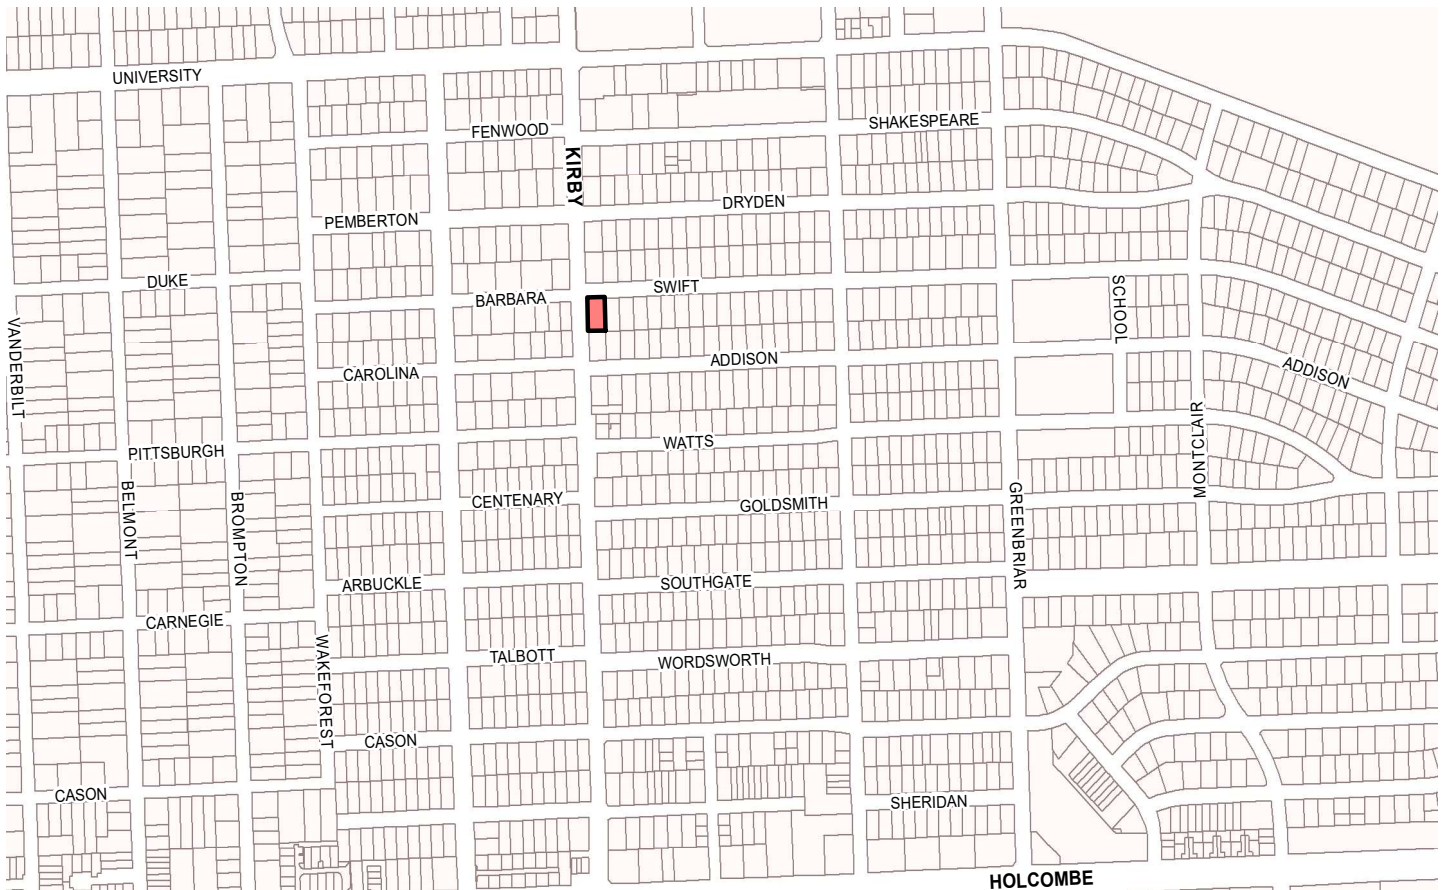 UNIVERSITY
FENWOOD
SHAKESPEARE
KIRBY
PEMBERTON
DRYDEN
DUKE
BARBARA
SWIFT
SCHOOL
VANDERBILT
CAROLINA
ADDISON
ADDISON
PITTSBURGH
WATTS
MONTCLAIR
BELMONT
BROMPTON
CENTENARY
GOLDSMITH
GREENBRIAR
ARBUCKLE
SOUTHGATE
CARNEGIE
WAKEFOREST
TALBOTT
WORDSWORTH
CASON
CASON
SHERIDAN
HOLCOMBE